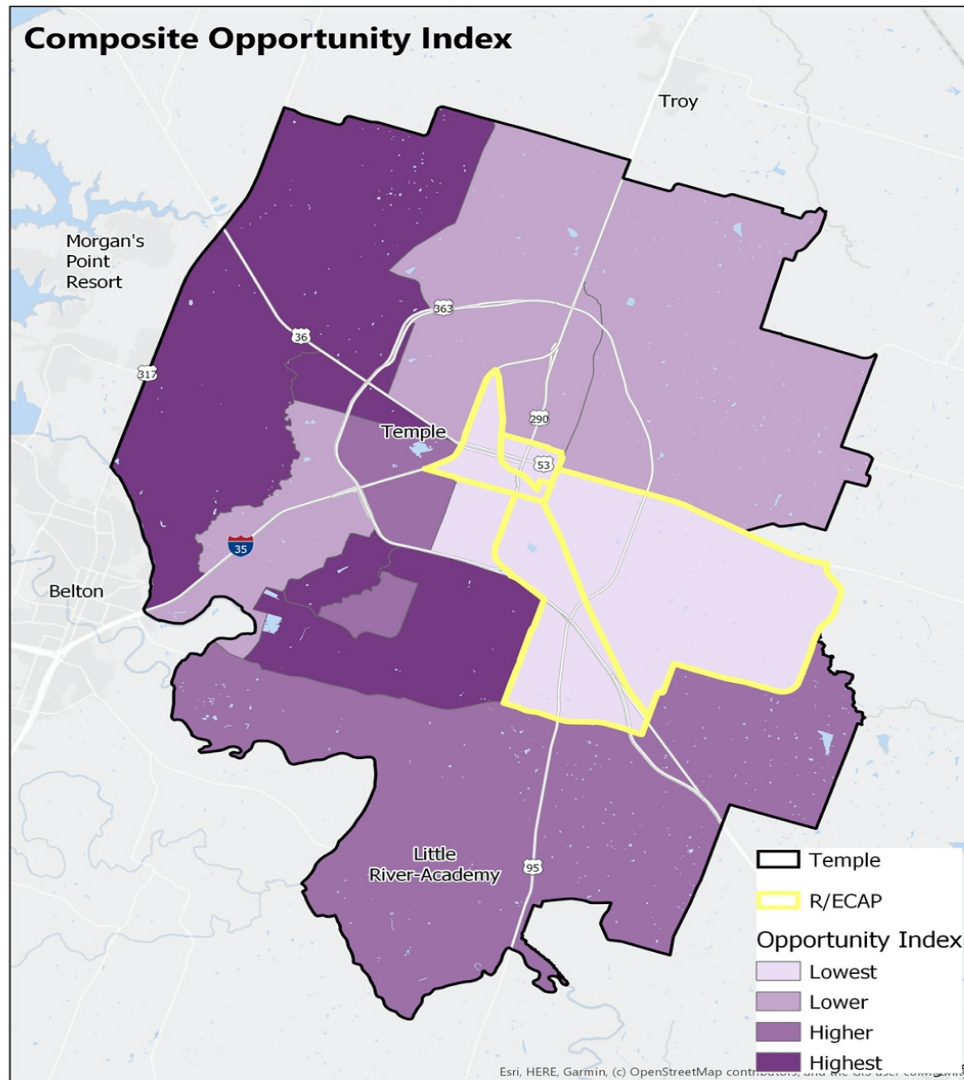 Composite Opportunity Index
Troy
Morgan's
Point
Resort
363
36
317
290
Temple
53
35
Belton
Little
River-Academy
95
Temple
R/ECAP
Opportunity Index
Lowest
Lower
Higher
Highest
Esri, HERE, Garmin, (c) OpenStreetMap contributors, and the GIS user community